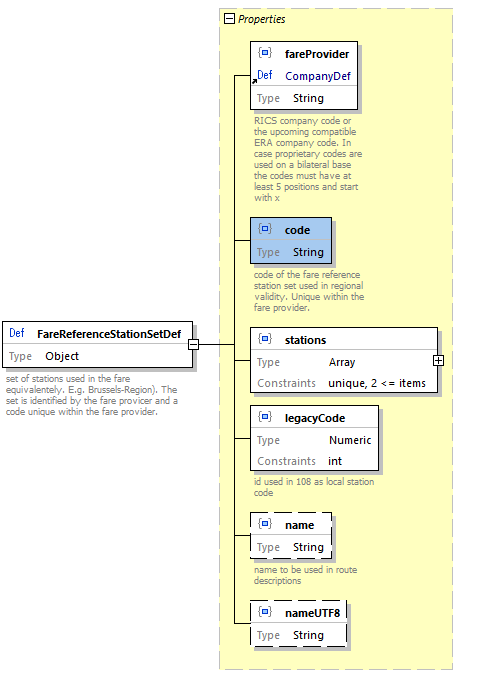 Properties
fareProvider
Def CompanyDef
Type String
RICS company code or
the upcoming compatible
ERA company code. In
case proprietary codes are
used on a bilateral base
the codes must have at
least 5 positions and start
with x
code
Type String
code of the fare reference
station set used in regional
validity. Unique within the
fare provider.
Def FareReferenceStationSetDef
Type Object
set of stations used in the fare
equivalentely. E.g. Brussels-Region). The
set is identified by the fare provicer and a
code unique within the fare provider.
stations
Type Array
Constraints unique, 2 <= items
legacyCode
Type Numeric
Constraints int
id used in 108 as local station
code
name
Type String
name to be used in route
descriptions
nameUTF8
Type String